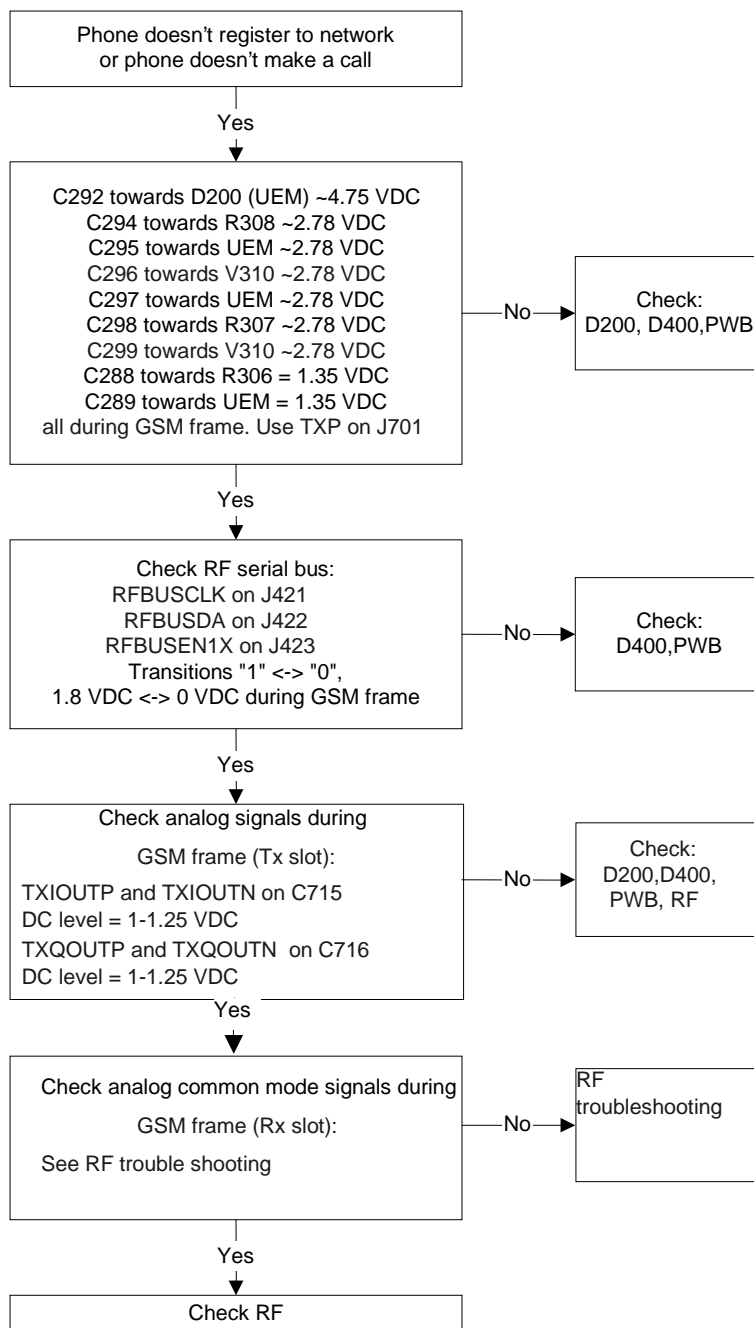 Phone doesn't register to network
or phone doesn't make a call
Yes
C292 towards D200 (UEM) ~4.75 VDC
C294 towards R308 ~2.78 VDC
C295 towards UEM ~2.78 VDC
C296 towards V310 ~2.78 VDC
C297 towards UEM ~2.78 VDC
C298 towards R307 ~2.78 VDC
C299 towards V310 ~2.78 VDC
C288 towards R306 = 1.35 VDC
C289 towards UEM = 1.35 VDC
all during GSM frame. Use TXP on J701
No
Check:
D200, D400,PWB
Yes
Check RF serial bus:
RFBUSCLK on J421
RFBUSDA on J422
RFBUSEN1X on J423
Transitions "1" <-> "0",
1.8 VDC <-> 0 VDC during GSM frame
No
Check:
D400,PWB
Yes
Check analog signals during
GSM frame (Tx slot):
TXIOUTP and TXIOUTN on C715
DC level = 1-1.25 VDC
TXQOUTP and TXQOUTN on C716
DC level = 1-1.25 VDC
No
Check:
D200,D400,
PWB, RF
Yes
Check analog common mode signals during
GSM frame (Rx slot):
See RF trouble shooting
No
RF
troubleshooting
Yes
Check RF